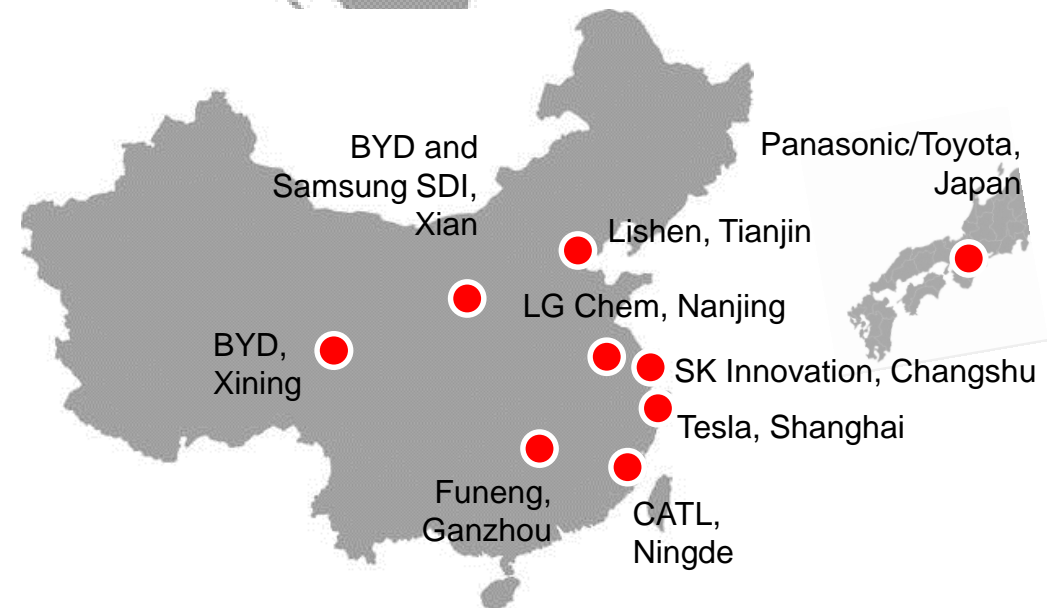 BYD and
Samsung SDI,
Xian
Panasonic/Toyota,
Japan
Lishen, Tianjin
LG Chem, Nanjing
BYD,
Xining
SK Innovation, Changshu
Tesla, Shanghai
Funeng,
Ganzhou
CATL,
Ningde